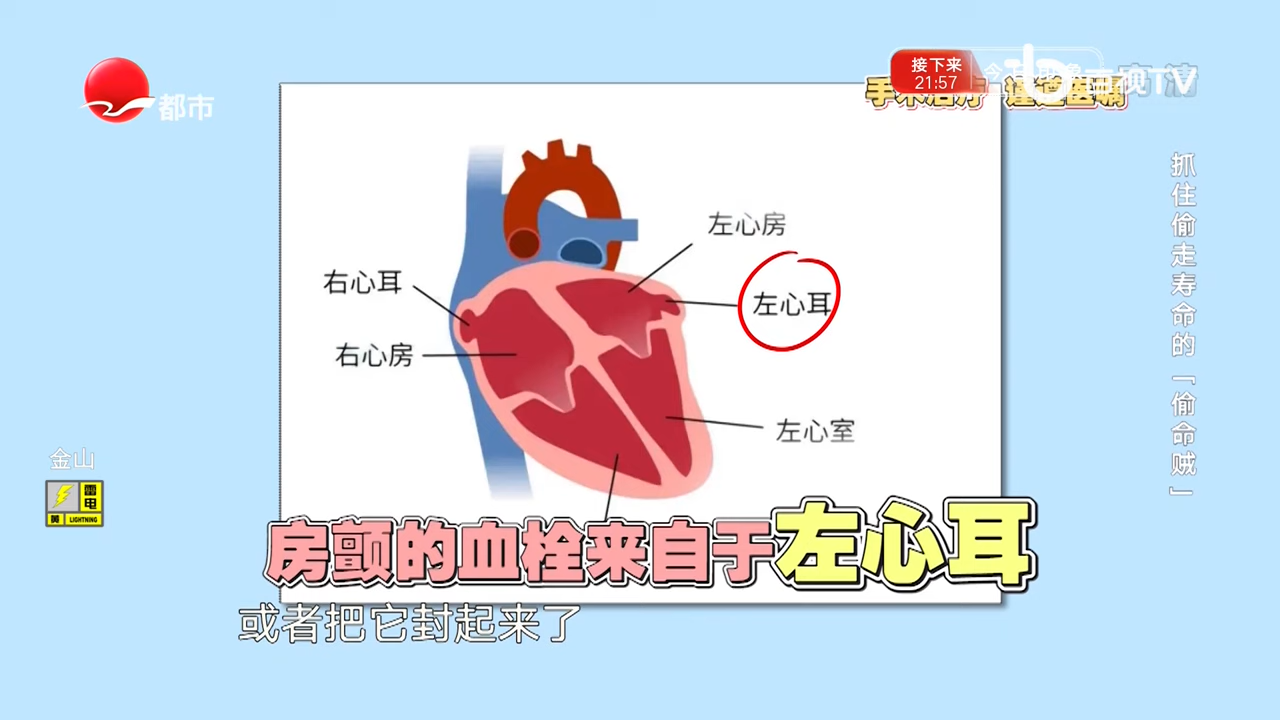 都市
接下来
21:57
左心房
右心耳
左心耳
右心房
左心室
抓住偷走寿命的「偷命贼」
金山
雷电
黄 LIGHTNING
房颤的血栓来自于左心耳
或者把它封起来了